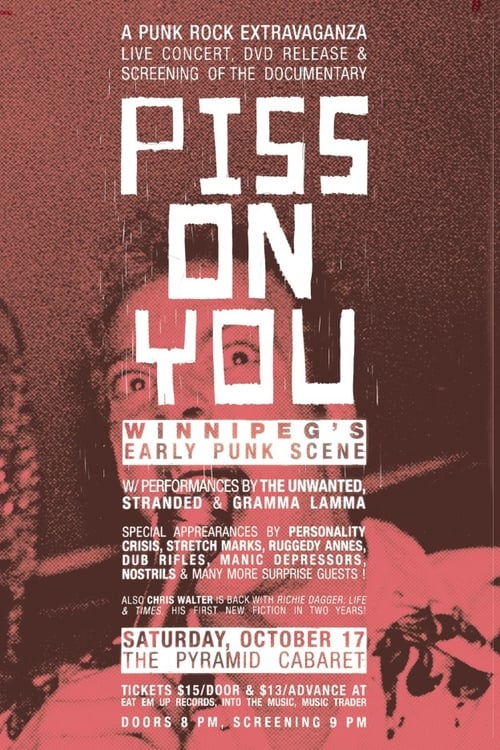 A PUNK ROCK EXTRAVAGANZA
LIVE CONCERT, DVD RELEASE &
SCREENING OF THE DOCUMENTARY
PISS
ON
YOU
WINNIPEG'S
EARLY PUNK SCENE
W/ PERFORMANCES BY THE UNWANTED,
STRANDED & GRAMMA LAMMA
SPECIAL APPREARANCES BY PERSONALITY
CRISIS, STRETCH MARKS, RUGGEDY ANNES,
DUB RIFLES, MANIC DEPRESSORS,
NOSTRILS & MANY MORE SURPRISE GUESTS !
ALSO CHRIS WALTER IS BACK WITH RICHIE DAGGER: LIFE
& TIMES HIS FIRST NEW FICTION IN TWO YEARS!
SATURDAY, OCTOBER 17
THE PYRAMID CABARET
TICKETS $15/DOOR & $13/ADVANCE AT
EAT EM UP RECORDS, INTO THE MUSIC, MUSIC TRADER
DOORS 8 PM, SCREENING 9 PM